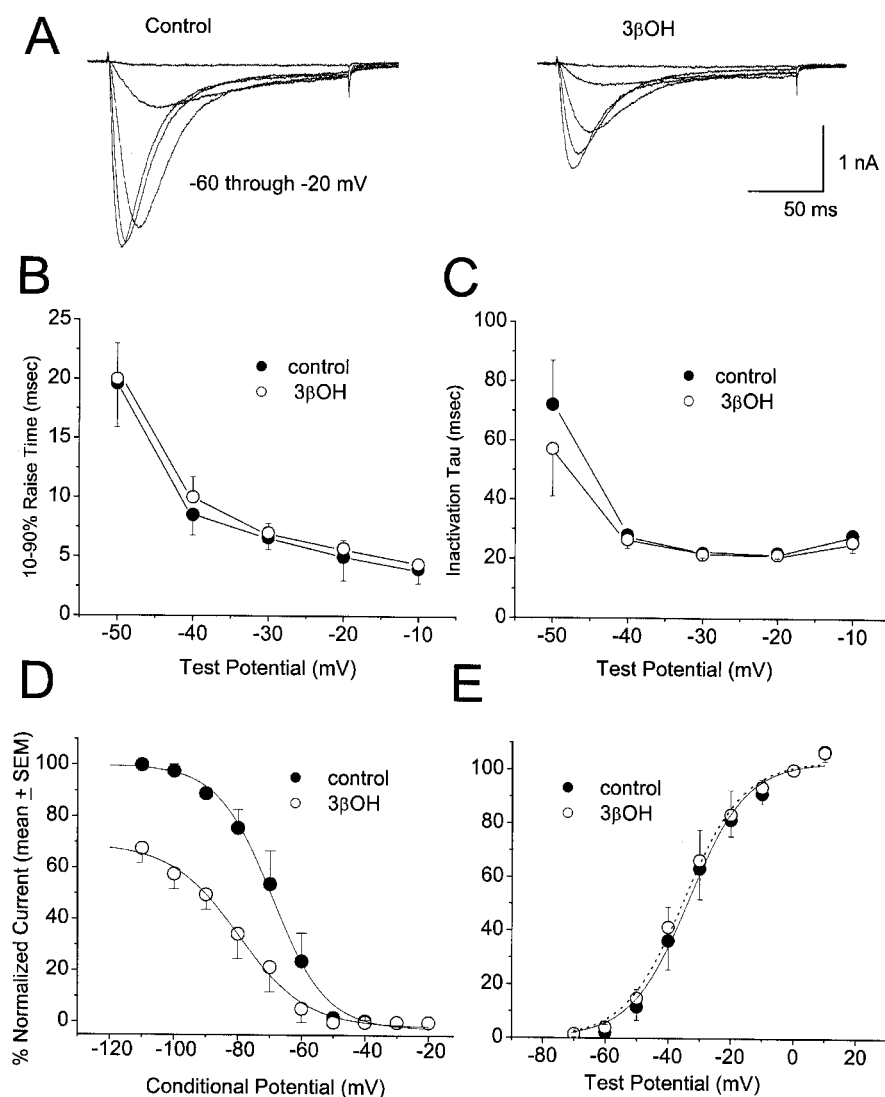 A
Control
3βOH
-60 through -20 mV
1 nA
50 ms
B
10-90% Raise Time (msec)
25
20
15
10
5
0
control
3βOH
-50 -40 -30 -20 -10
Test Potential (mV)
C
Inactivation Tau (msec)
100
80
60
40
20
0
control
3βOH
-50 -40 -30 -20 -10
Test Potential (mV)
D
% Normalized Current (mean ± SEM)
100
80
60
40
20
0
control
3βOH
-120 -100 -80 -60 -40 -20
Conditional Potential (mV)
E
100
80
60
40
20
0
control
3βOH
-80 -60 -40 -20 0 20
Test Potential (mV)